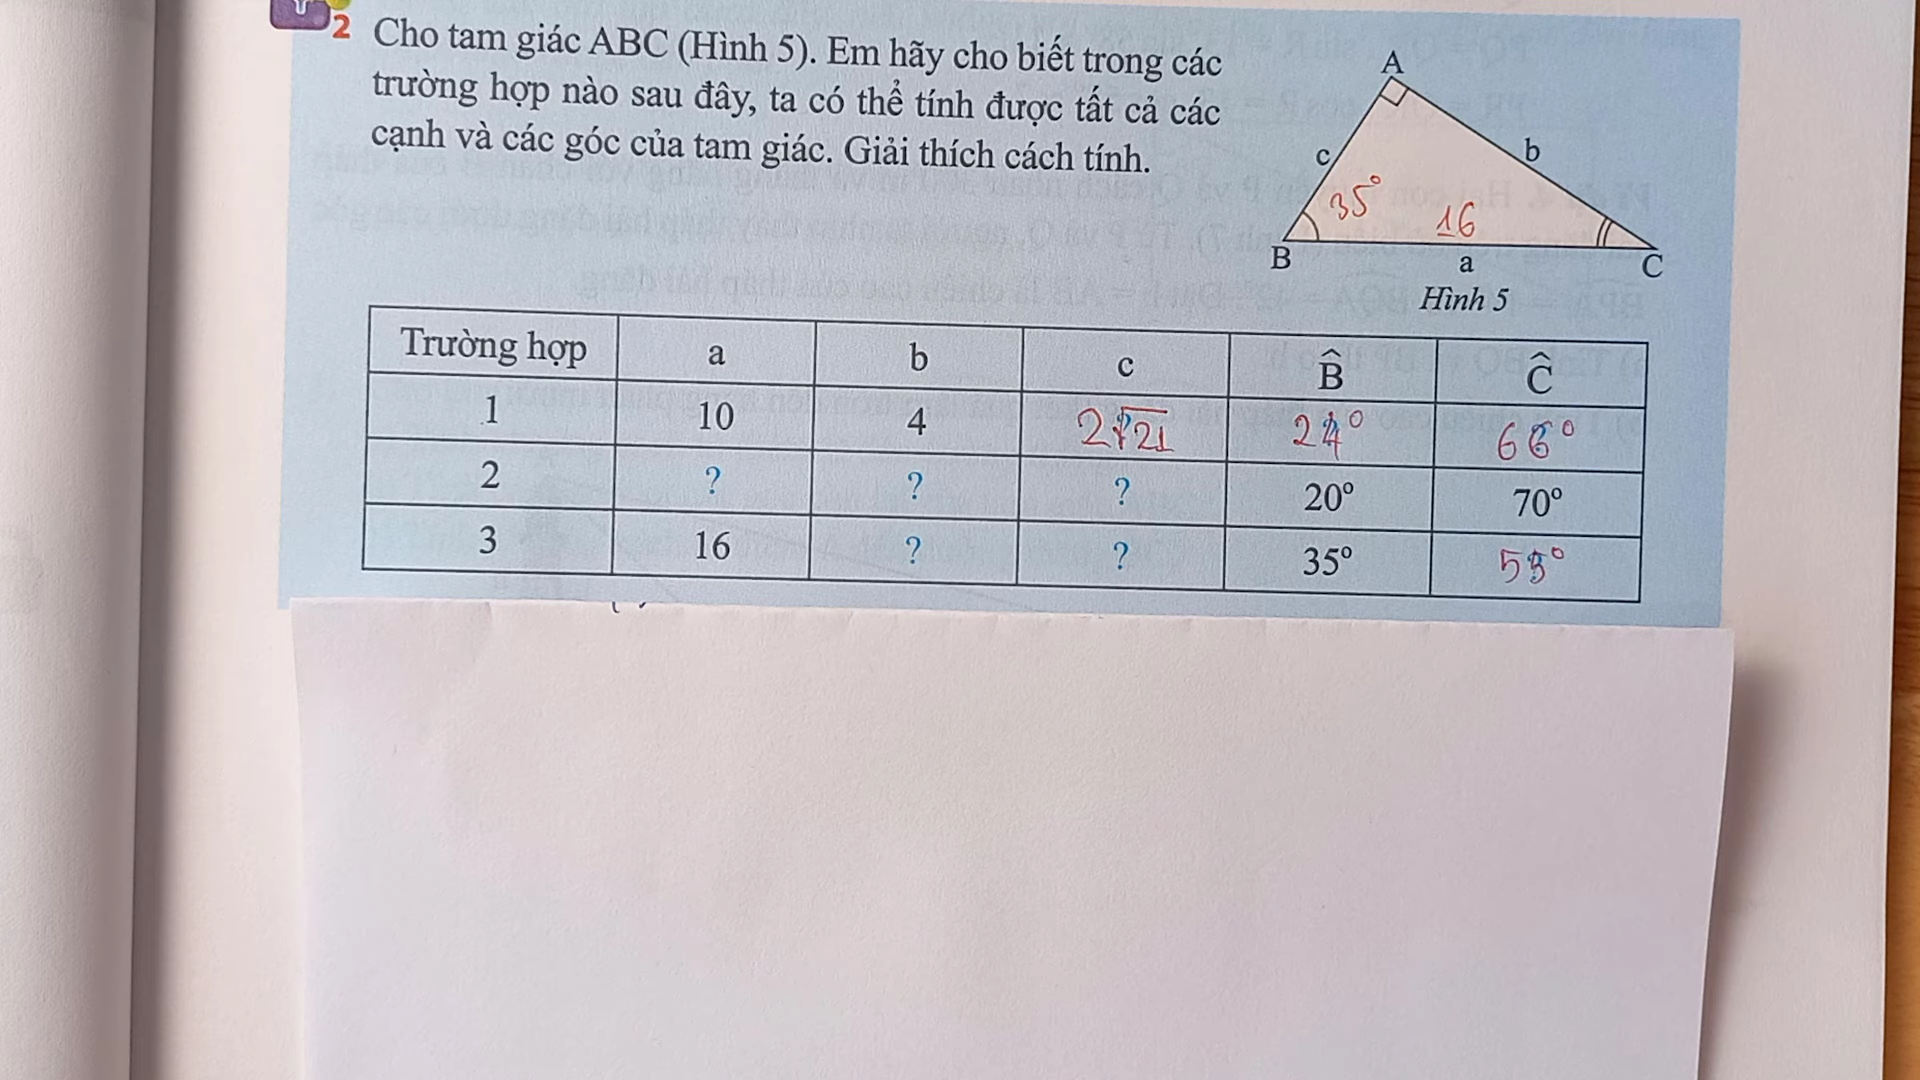 2 Cho tam giác ABC (Hình 5). Em hãy cho biết trong các
trường hợp nào sau đây, ta có thể tính được tất cả các
cạnh và các góc của tam giác. Giải thích cách tính.
A
c
b
35°
16
B
a
C
Hình 5
Trường hợp a b c B̂ Ĉ
1 10 4 2√21 24° 66°
2 ? ? ? 20° 70°
3 16 ? ? 35° 55°